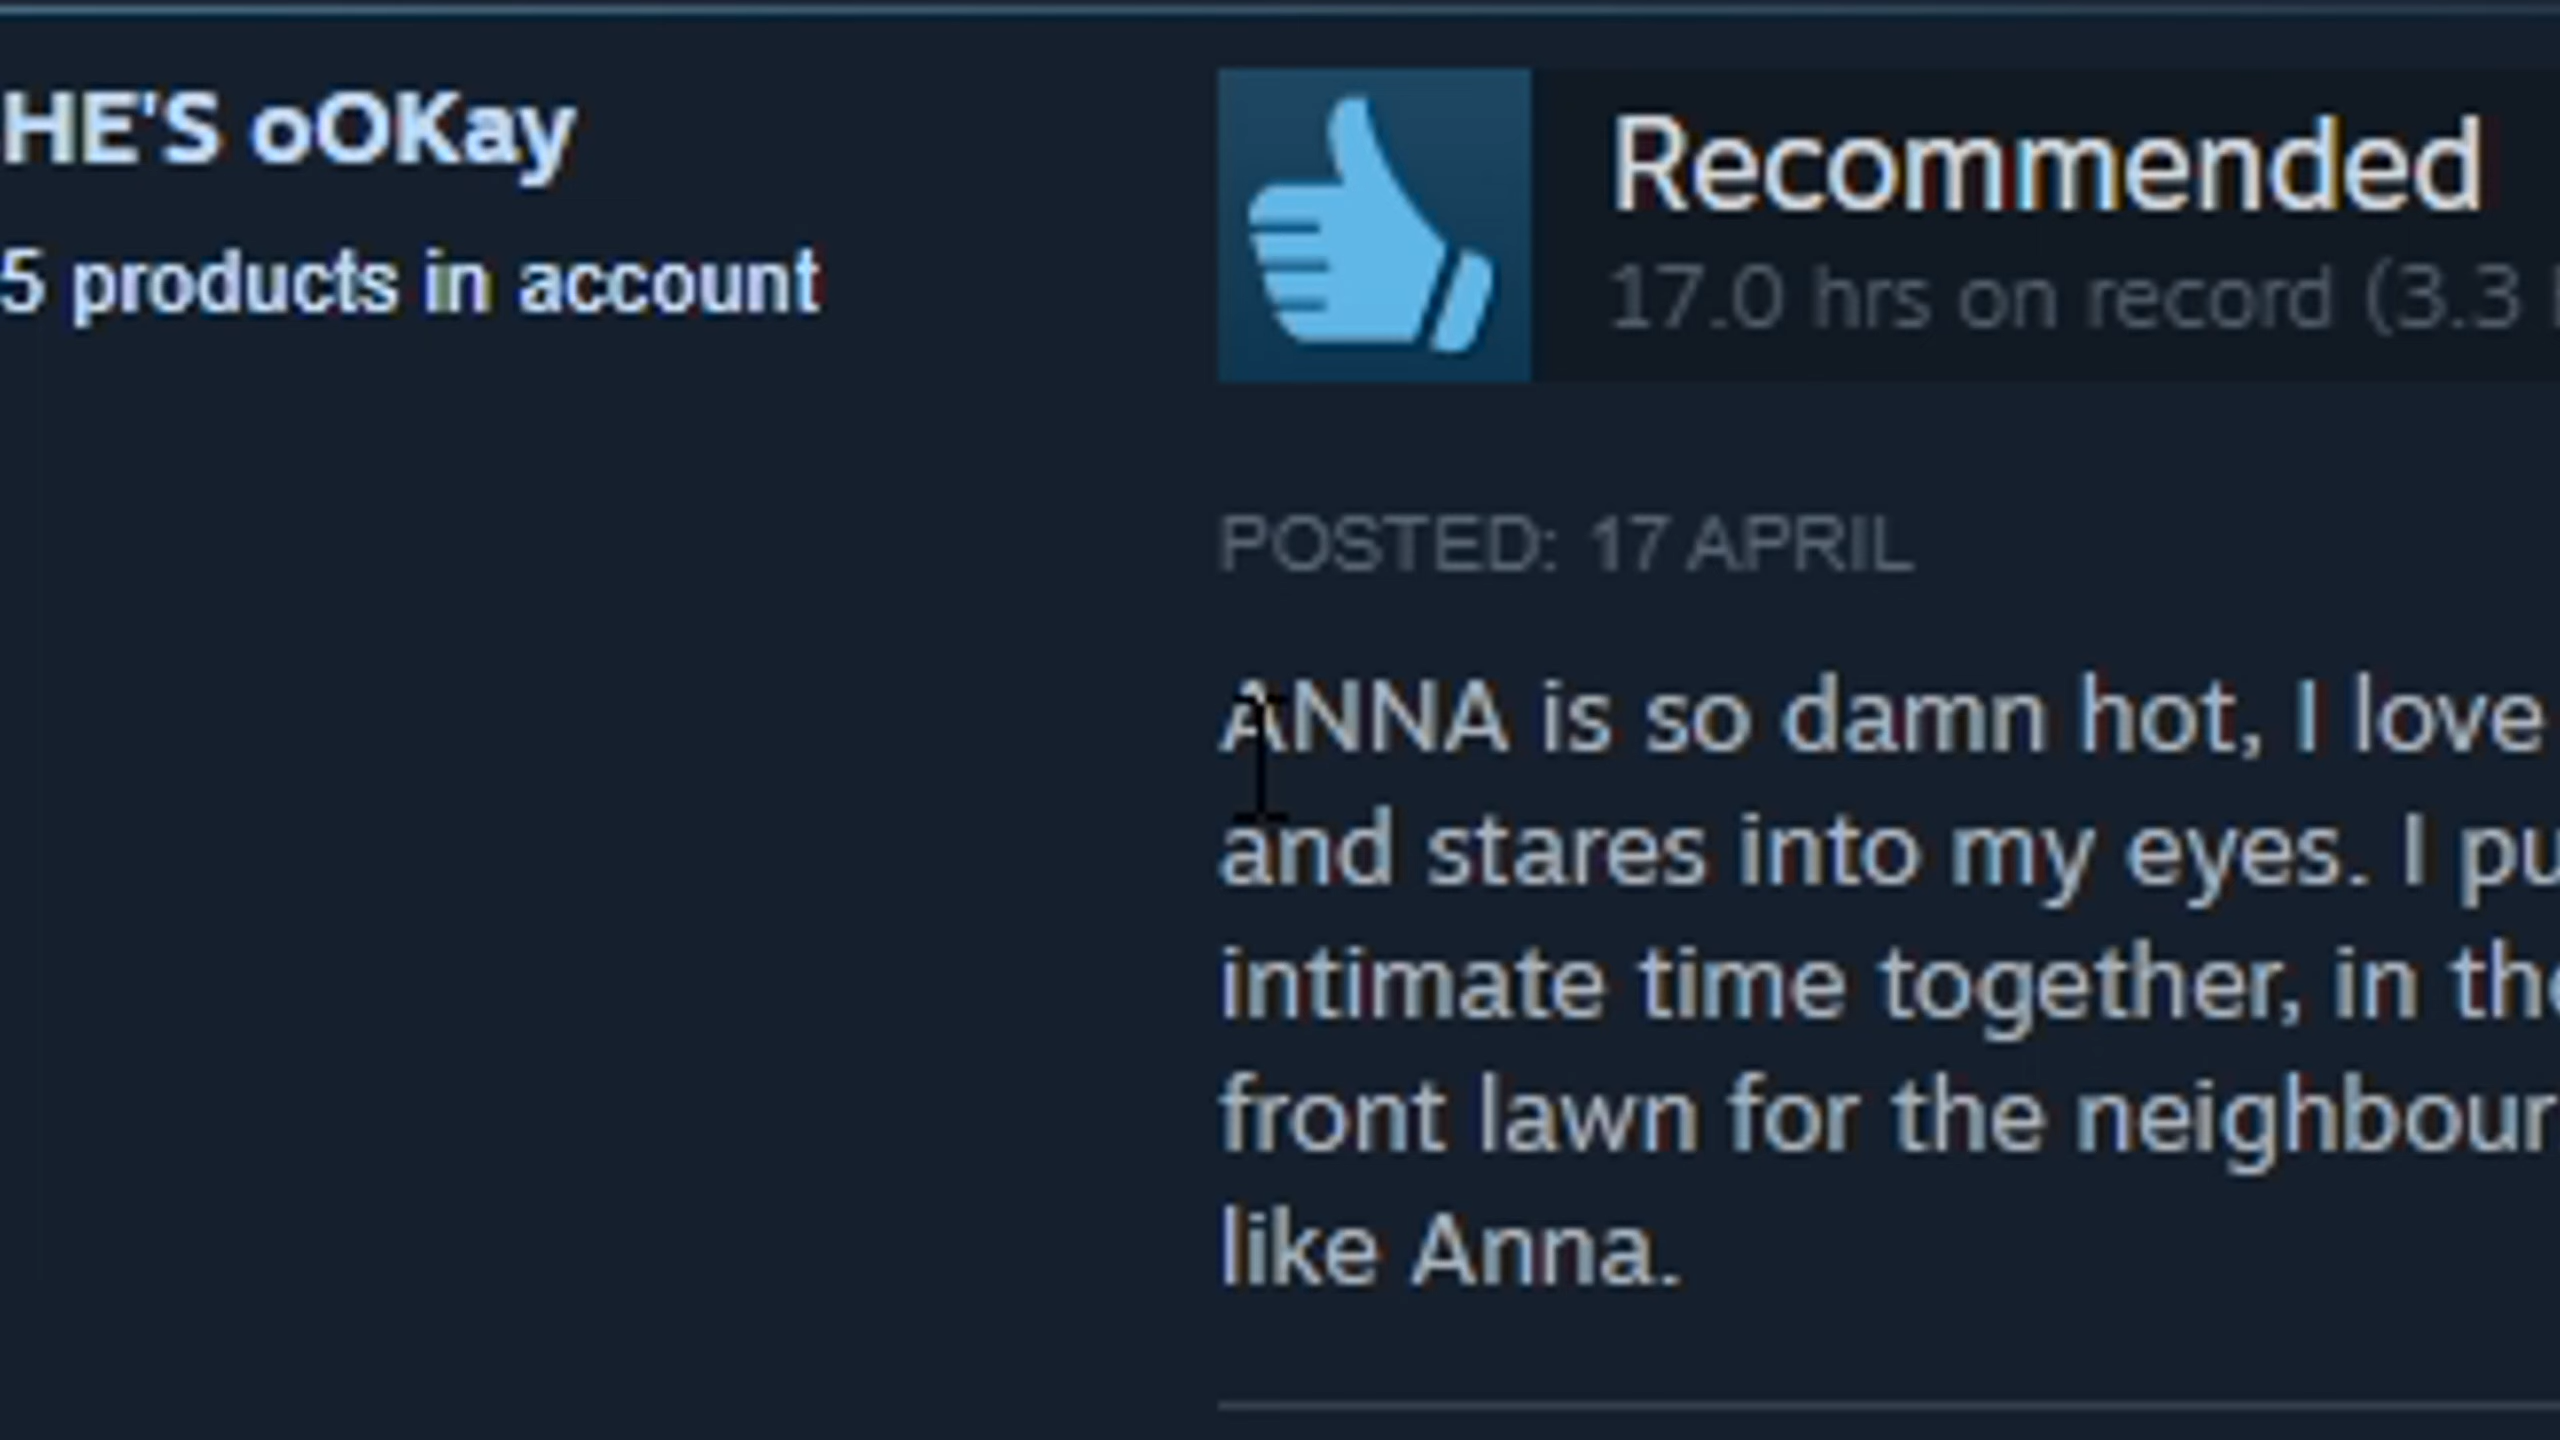 HE'S oOKay
5 products in account
Recommended
17.0 hrs on record (3.3
POSTED: 17 APRIL
ANNA is so damn hot, I love
and stares into my eyes. I pu
intimate time together, in the
front lawn for the neighbour
like Anna.